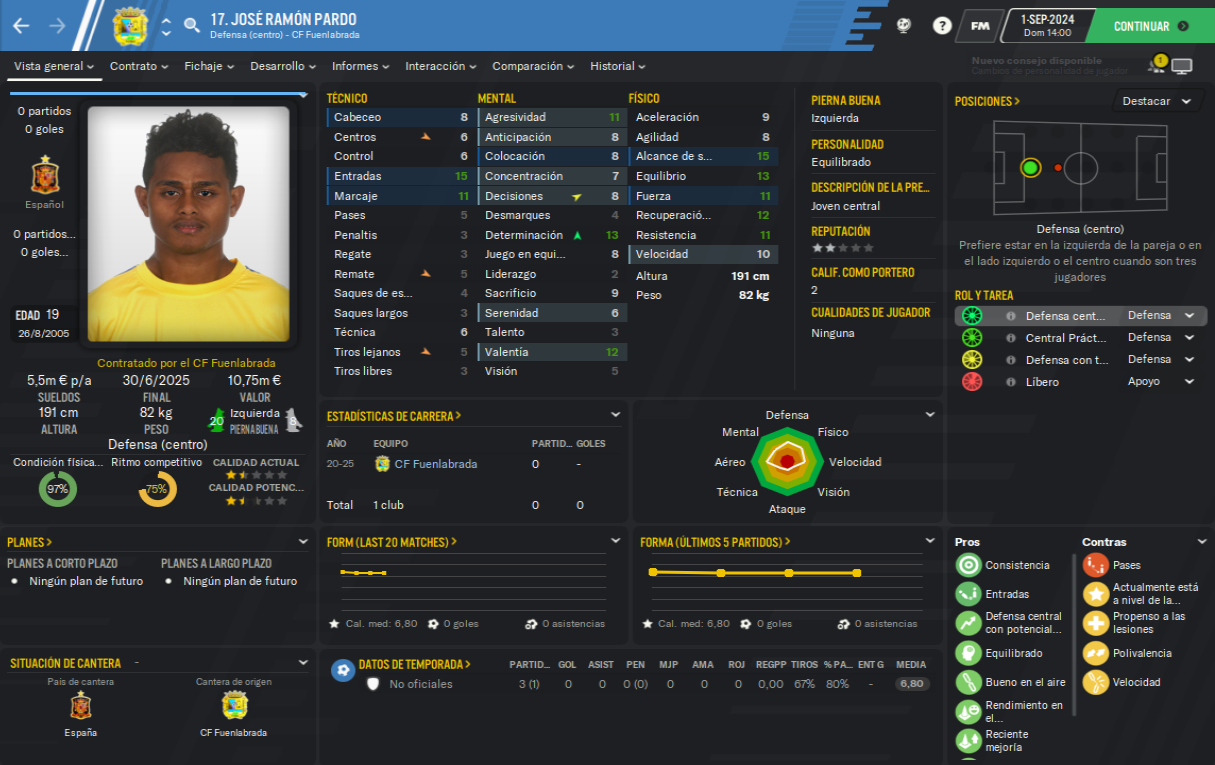 17. JOSÉ RAMÓN PARDO
Defensa (centro) - CF Fuenlabrada
?
FM
1-SEP-2024
Dom 14:00
CONTINUAR
Vista general
Contrato
Fichaje
Desarrollo
Informes
Interacción
Comparación
Historial
Nuevo consejo disponible
Cambios de personalidad de jugador
1
0 partidos
0 goles
Español
0 partidos...
0 goles...
EDAD 19
26/8/2005
Contratado por el CF Fuenlabrada
5,5m € p/a
SUELDOS
30/6/2025
FINAL
10,75m €
VALOR
191 cm
ALTURA
82 kg
PESO
20
Izquierda
PIERNA BUENA
8
Defensa (centro)
Condición física...
97%
Ritmo competitivo
75%
CALIDAD ACTUAL
CALIDAD POTENC...
TÉCNICO
Cabeceo 8
Centros 6
Control 6
Entradas 15
Marcaje 11
Pases 5
Penaltis 3
Regate 3
Remate 5
Saques de es... 4
Saques largos 3
Técnica 6
Tiros lejanos 5
Tiros libres 3
MENTAL
Agresividad 11
Anticipación 8
Colocación 8
Concentración 7
Decisiones 8
Desmarques 4
Determinación 13
Juego en equi... 8
Liderazgo 2
Sacrificio 9
Serenidad 6
Talento 3
Valentía 12
Visión 5
FÍSICO
Aceleración 9
Agilidad 8
Alcance de s... 15
Equilibrio 13
Fuerza 11
Recuperació... 12
Resistencia 11
Velocidad 10
Altura 191 cm
Peso 82 kg
PIERNA BUENA
Izquierda
PERSONALIDAD
Equilibrado
DESCRIPCIÓN DE LA PRE...
Joven central
REPUTACIÓN
CALIF. COMO PORTERO
2
CUALIDADES DE JUGADOR
Ninguna
POSICIONES >
Destacar
Defensa (centro)
Prefiere estar en la izquierda de la pareja o en
el lado izquierdo o el centro cuando son tres
jugadores
ROL Y TAREA
Defensa cent... Defensa
Central Práct... Defensa
Defensa con t... Defensa
Líbero Apoyo
ESTADÍSTICAS DE CARRERA >
AÑO EQUIPO PARTID... GOLES
20-25 CF Fuenlabrada 0 -
Total 1 club 0 0
Defensa
Mental
Físico
Aéreo
Velocidad
Técnica
Visión
Ataque
PLANES >
PLANES A CORTO PLAZO
Ningún plan de futuro
PLANES A LARGO PLAZO
Ningún plan de futuro
FORM (LAST 20 MATCHES) >
Cal. med: 6,80 0 goles 0 asistencias
FORMA (ÚLTIMOS 5 PARTIDOS) >
Cal. med: 6,80 0 goles 0 asistencias
Pros
Consistencia
Entradas
Defensa central
con potencial...
Equilibrado
Bueno en el aire
Rendimiento en
el...
Reciente
mejoría
Contras
Pases
Actualmente está
a nivel de la...
Propenso a las
lesiones
Polivalencia
Velocidad
SITUACIÓN DE CANTERA -
País de cantera
España
Cantera de origen
CF Fuenlabrada
DATOS DE TEMPORADA > PARTID... GOL ASIST PEN MJP AMA ROJ REGPP TIROS % PA... ENT G MEDIA
No oficiales 3 (1) 0 0 0 (0) 0 0 0 0,00 67% 80% - 6,80